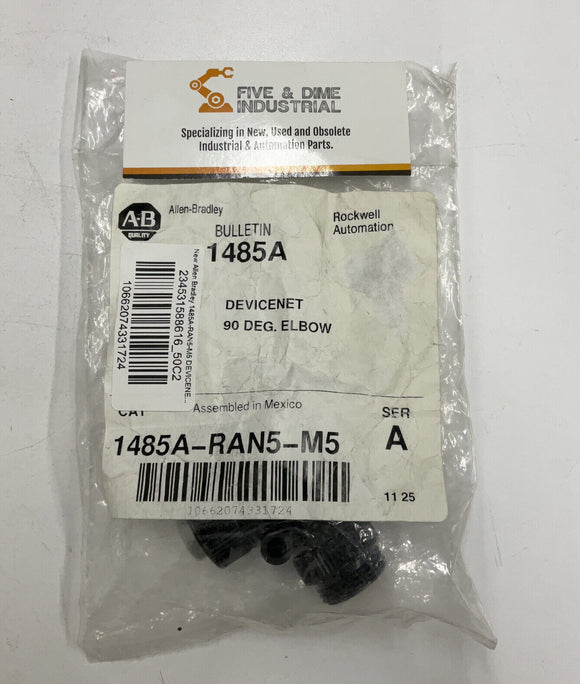 FIVE & DIME
INDUSTRIAL
Specializing in New, Used and Obsolete
Industrial & Automation Parts.
A-B
QUALITY
Allen-Bradley
BULLETIN
1485A
Rockwell
Automation
DEVICENET
90 DEG. ELBOW
New Allen Bradley 1485A-RAN5-M5 DEVICENE...
234531588616_50C2
10662074331724
CAT
Assembled in Mexico
SER
1485A-RAN5-M5
A
10662074331724
11 25